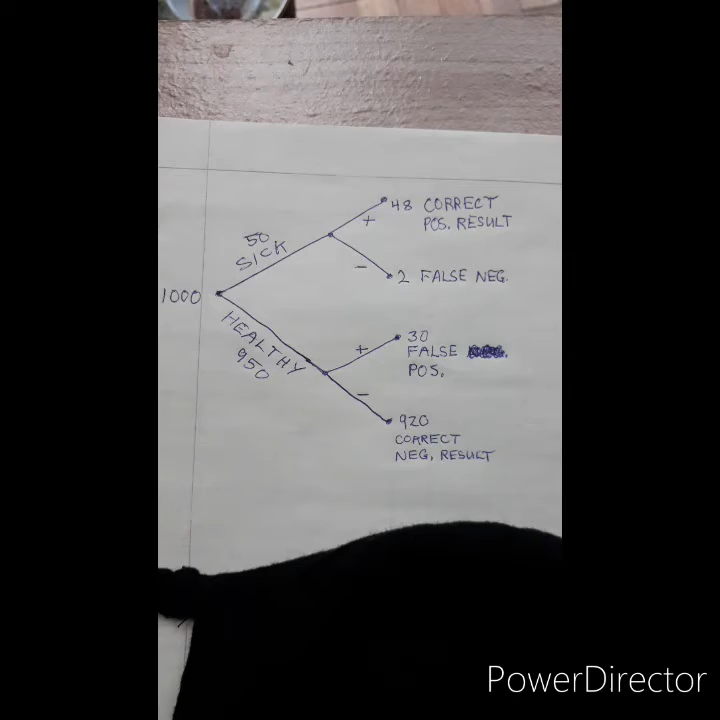 50
SICK
+
48 CORRECT
POS. RESULT
-
2 FALSE NEG.
1000
HEALTHY
950
+
30
FALSE
POS.
-
920
CORRECT
NEG, RESULT
PowerDirector